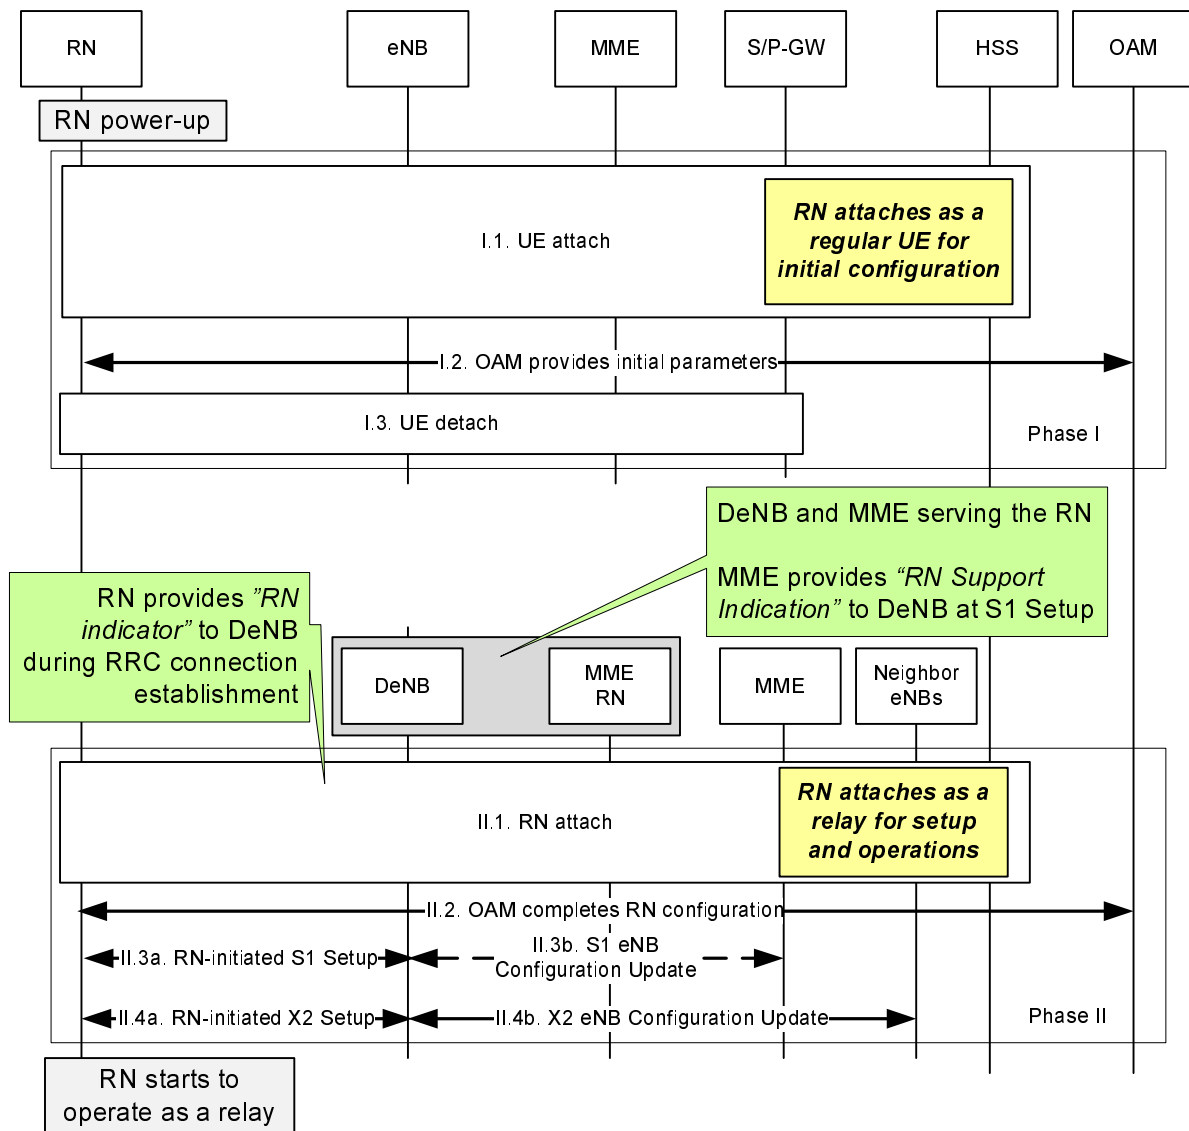 RN
eNB
MME
S/P-GW
HSS
OAM
RN power-up
I.1. UE attach
RN attaches as a
regular UE for
initial configuration
I.2. OAM provides initial parameters
I.3. UE detach
Phase I
DeNB and MME serving the RN
MME provides “RN Support
Indication” to DeNB at S1 Setup
RN provides ”RN
indicator” to DeNB
during RRC connection
establishment
DeNB
MME
RN
MME
Neighbor
eNBs
II.1. RN attach
RN attaches as a
relay for setup
and operations
II.2. OAM completes RN configuration
II.3a. RN-initiated S1 Setup
II.3b. S1 eNB
Configuration Update
II.4a. RN-initiated X2 Setup
II.4b. X2 eNB Configuration Update
Phase II
RN starts to
operate as a relay